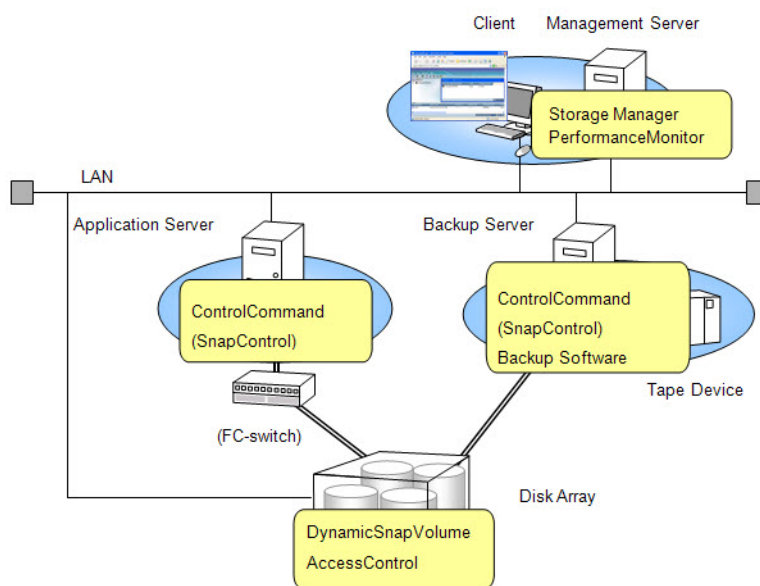 Client
Management Server
Storage Manager
PerformanceMonitor
LAN
Application Server
Backup Server
ControlCommand
(SnapControl)
ControlCommand
(SnapControl)
Backup Software
Tape Device
(FC-switch)
Disk Array
DynamicSnapVolume
AccessControl